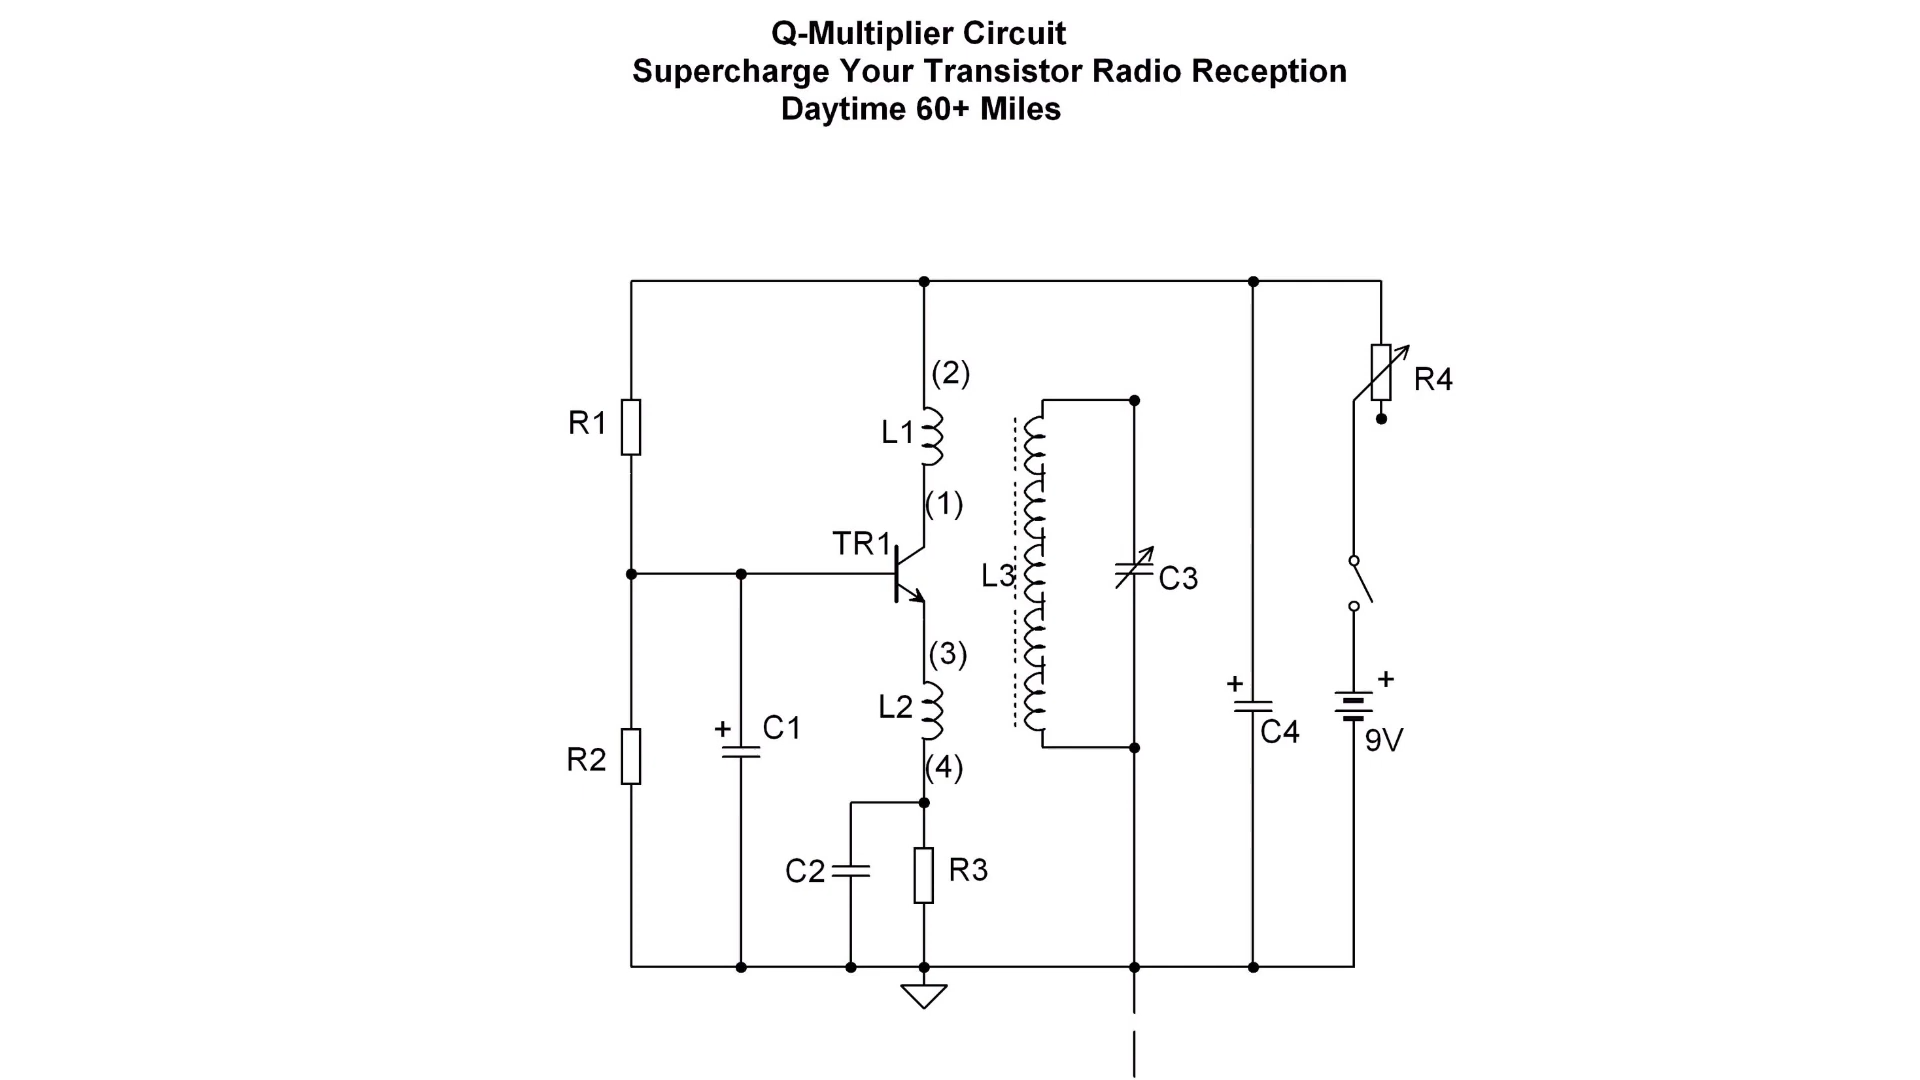 Q-Multiplier Circuit
Supercharge Your Transistor Radio Reception
Daytime 60+ Miles
(2)
R4
R1
L1
(1)
TR1
L3
C3
(3)
+
+
L2
+
C1
C4
9V
R2
(4)
C2
R3